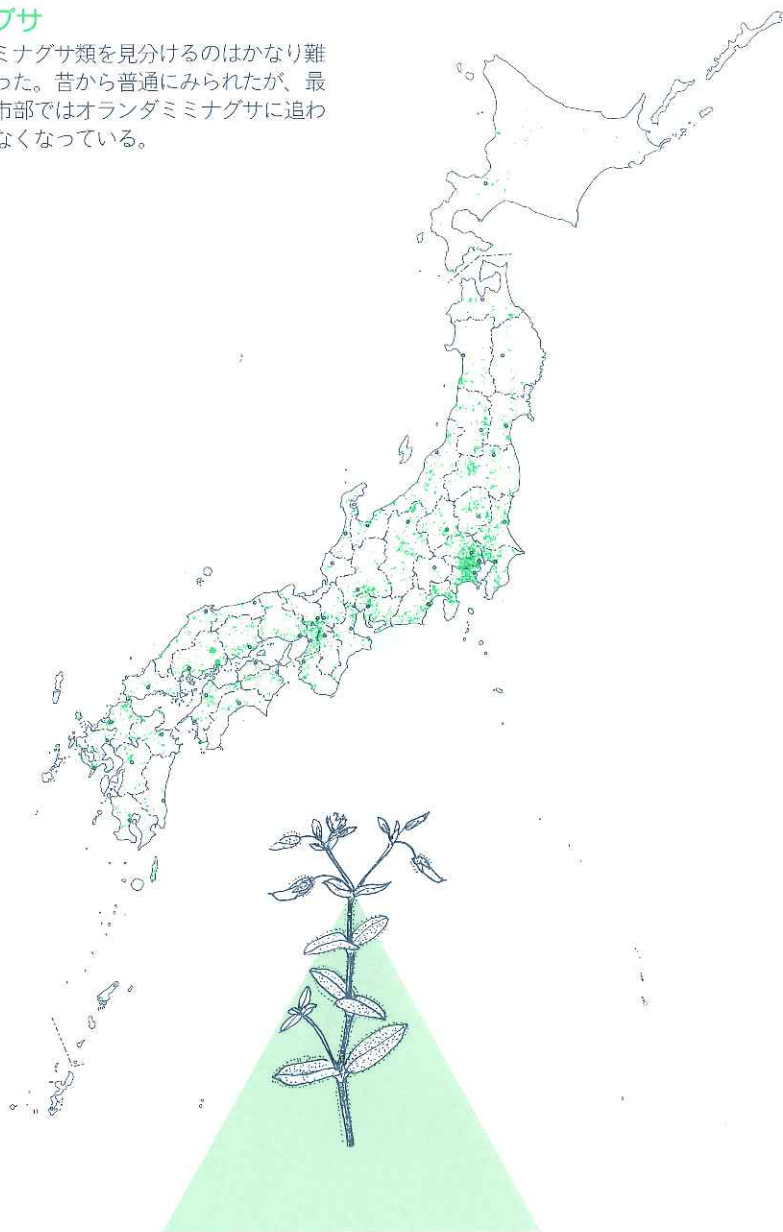 グサ
ミナグサ類を見分けるのはかなり難
った。昔から普通にみられたが、最
市部ではオランダミミナグサに追わ
なくなっている。